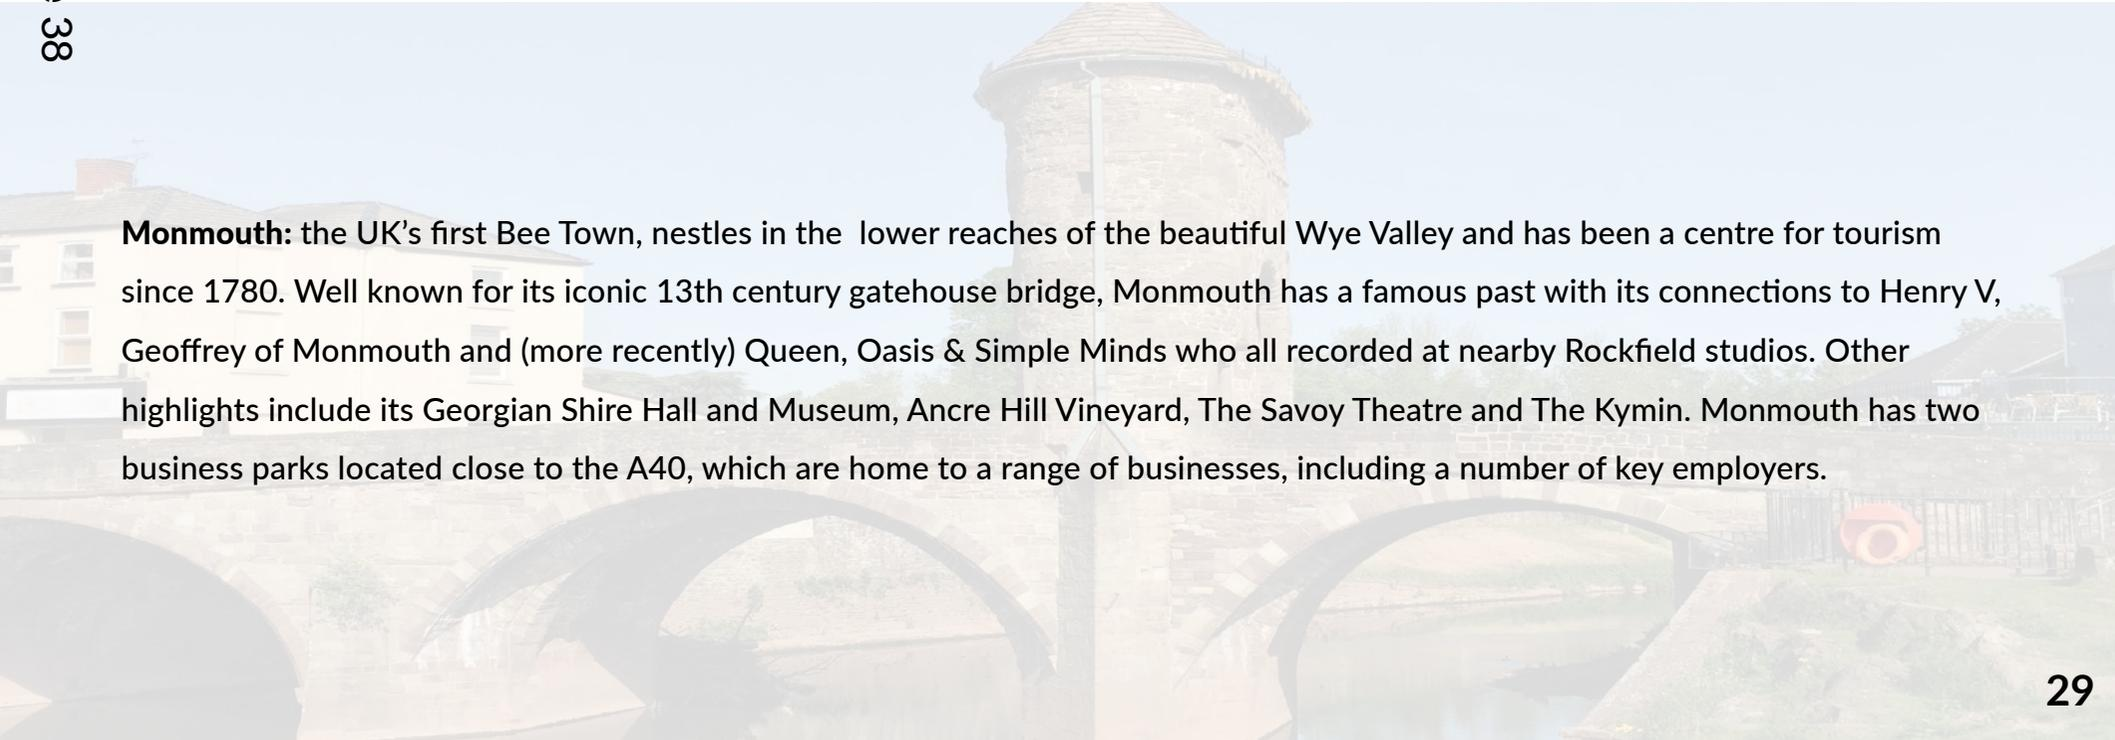 38
Monmouth: the UK’s first Bee Town, nestles in the  lower reaches of the beautiful Wye Valley and has been a centre for tourism
since 1780. Well known for its iconic 13th century gatehouse bridge, Monmouth has a famous past with its connections to Henry V,
Geoffrey of Monmouth and (more recently) Queen, Oasis & Simple Minds who all recorded at nearby Rockfield studios. Other
highlights include its Georgian Shire Hall and Museum, Ancre Hill Vineyard, The Savoy Theatre and The Kymin. Monmouth has two
business parks located close to the A40, which are home to a range of businesses, including a number of key employers.
29